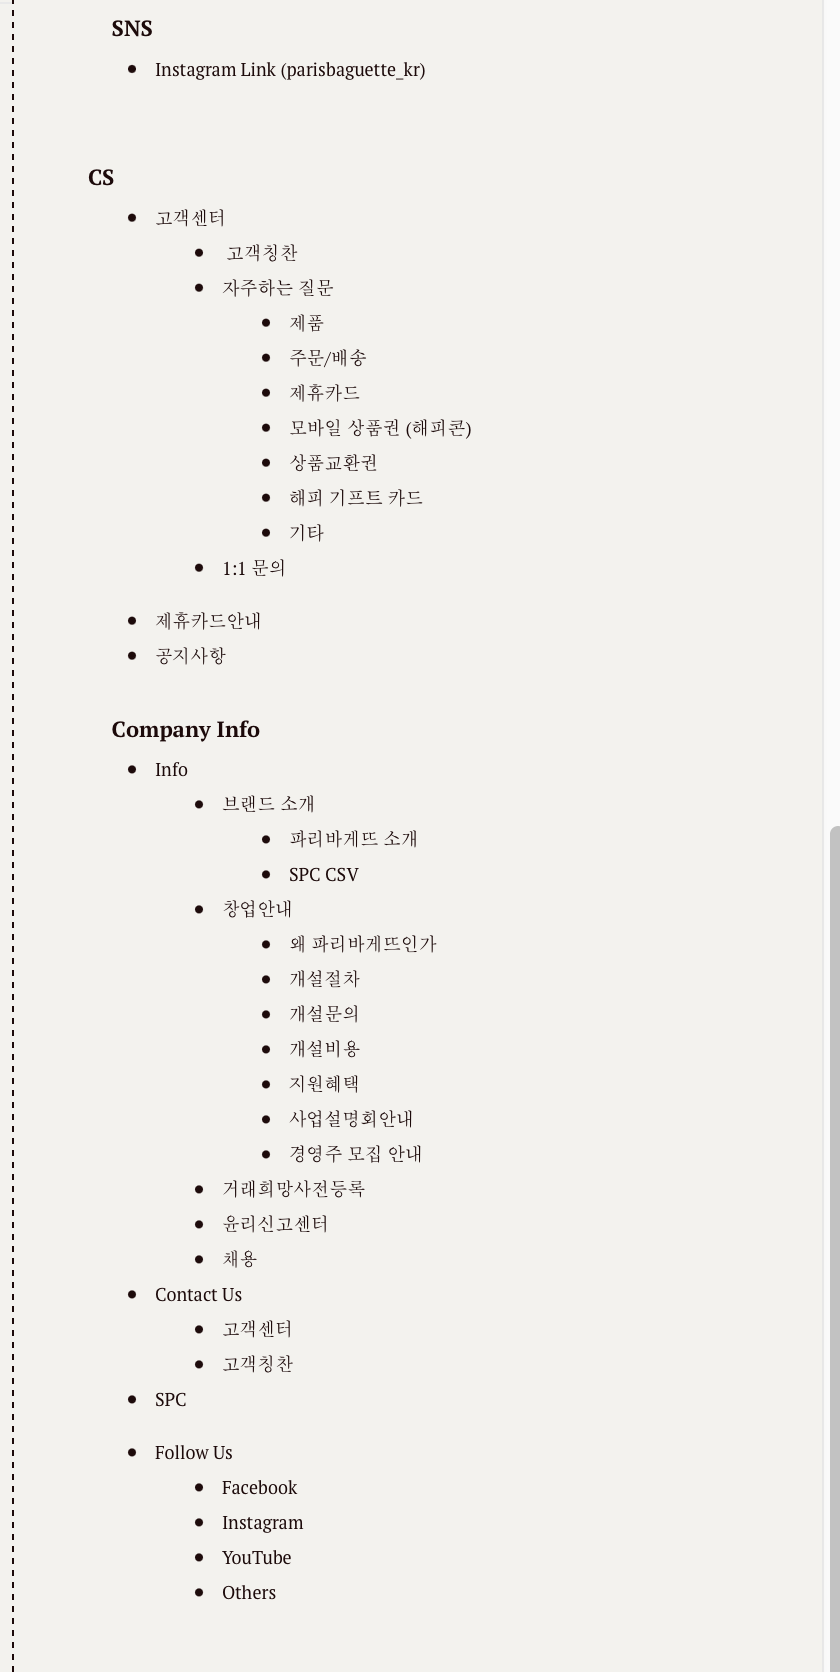 SNS
Instagram Link (parisbaguette_kr)
CS
고객센터
고객칭찬
자주하는 질문
제품
주문/배송
제휴카드
모바일 상품권 (해피콘)
상품교환권
해피 기프트 카드
기타
1:1 문의
제휴카드안내
공지사항
Company Info
Info
브랜드 소개
파리바게뜨 소개
SPC CSV
창업안내
왜 파리바게뜨인가
개설절차
개설문의
개설비용
지원혜택
사업설명회안내
경영주 모집 안내
거래희망사전등록
윤리신고센터
채용
Contact Us
고객센터
고객칭찬
SPC
Follow Us
Facebook
Instagram
YouTube
Others